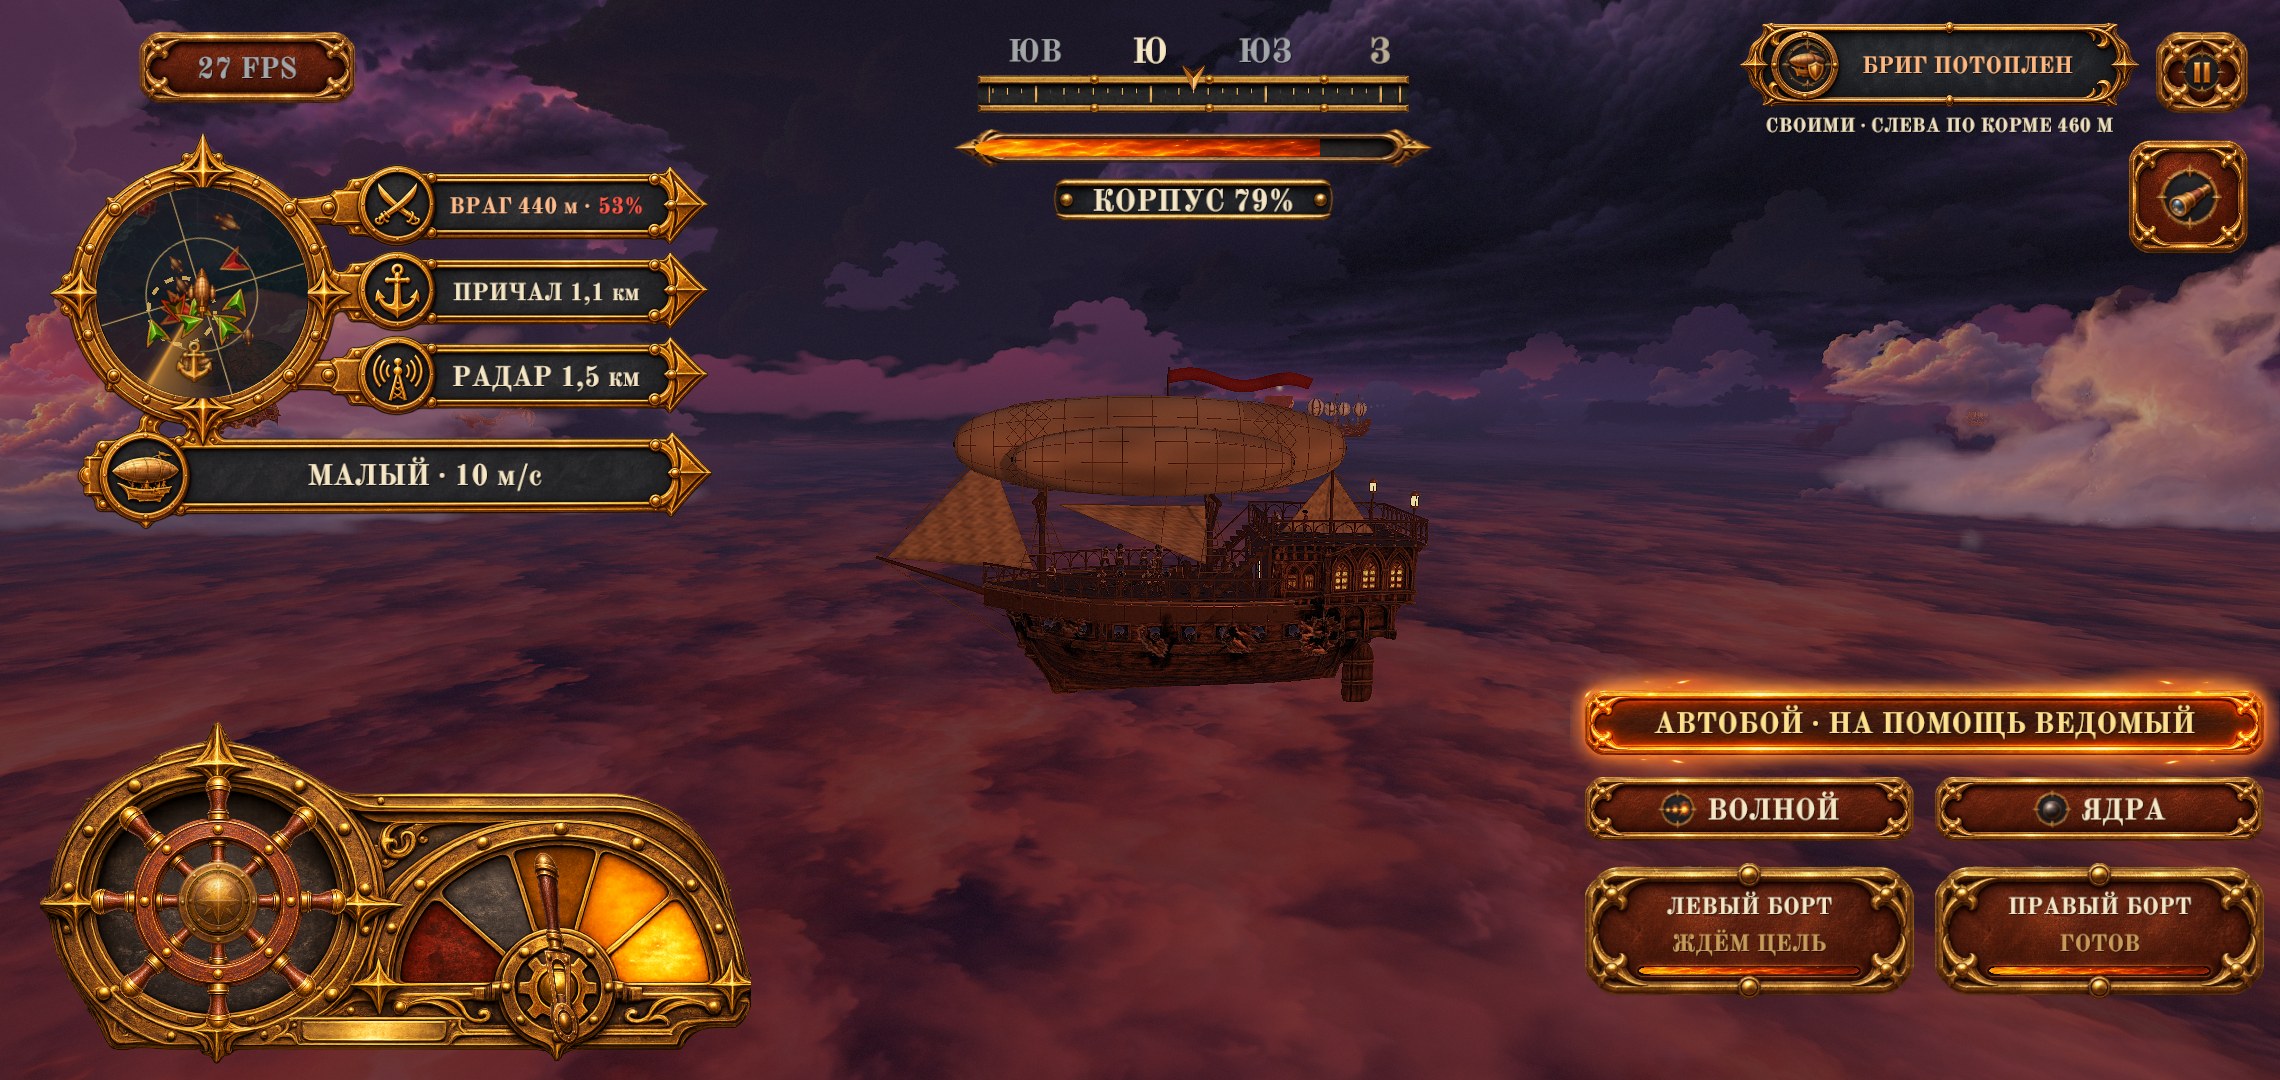 27 FPS
ЮВ Ю ЮЗ З
КОРПУС 79%
БРИГ ПОТОПЛЕН
СВОИМИ · СЛЕВА ПО КОРМЕ 460 М
ВРАГ 440 м · 53%
ПРИЧАЛ 1,1 км
РАДАР 1,5 км
МАЛЫЙ · 10 м/с
АВТОБОЙ · НА ПОМОЩЬ ВЕДОМЫЙ
ВОЛНОЙ
ЯДРА
ЛЕВЫЙ БОРТ
ЖДЁМ ЦЕЛЬ
ПРАВЫЙ БОРТ
ГОТОВ